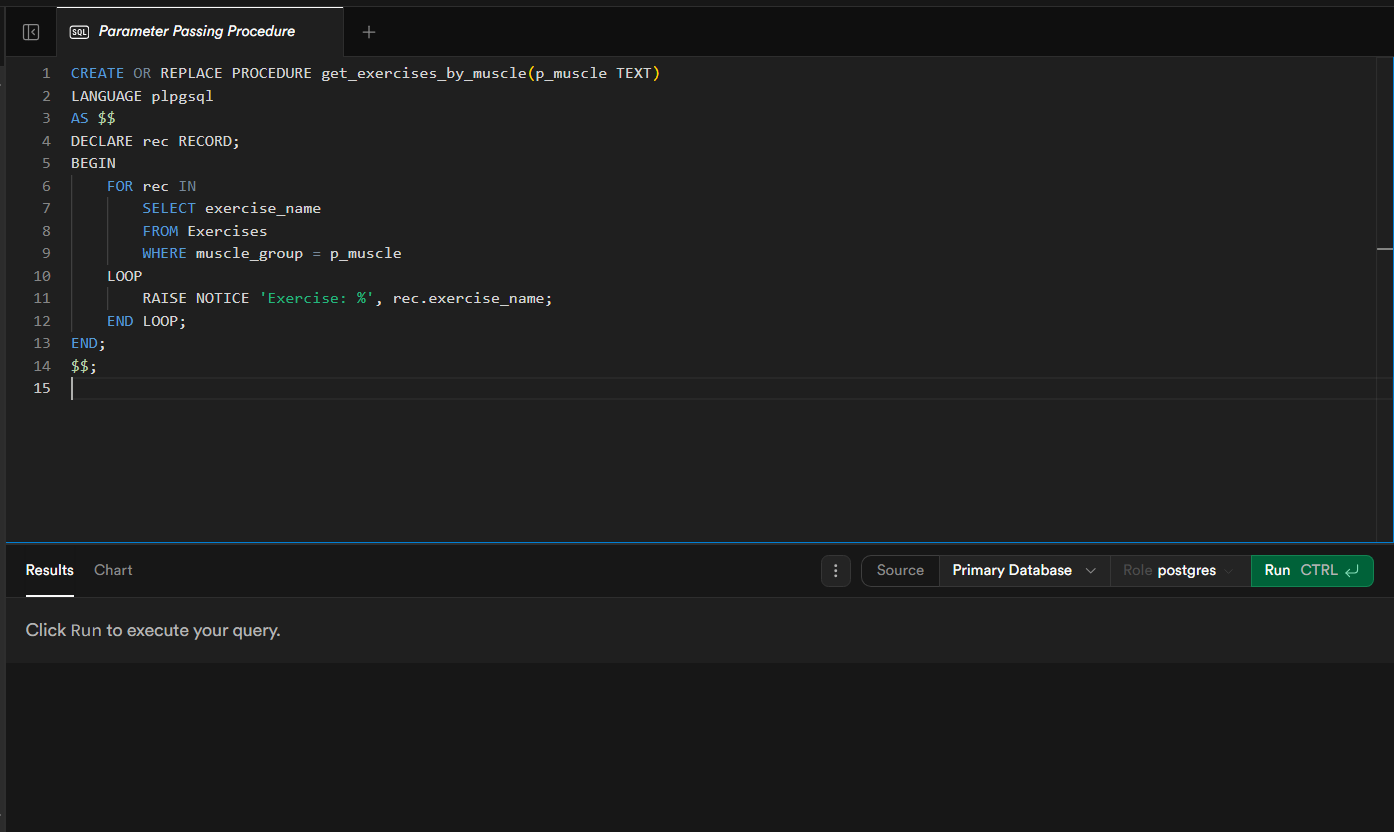 SQL Parameter Passing Procedure
1 CREATE OR REPLACE PROCEDURE get_exercises_by_muscle(p_muscle TEXT)
2 LANGUAGE plpgsql
3 AS $$
4 DECLARE rec RECORD;
5 BEGIN
6     FOR rec IN
7         SELECT exercise_name
8         FROM Exercises
9         WHERE muscle_group = p_muscle
10     LOOP
11         RAISE NOTICE 'Exercise: %', rec.exercise_name;
12     END LOOP;
13 END;
14 $$;
15
Results Chart Source Primary Database Role postgres Run CTRL
Click Run to execute your query.